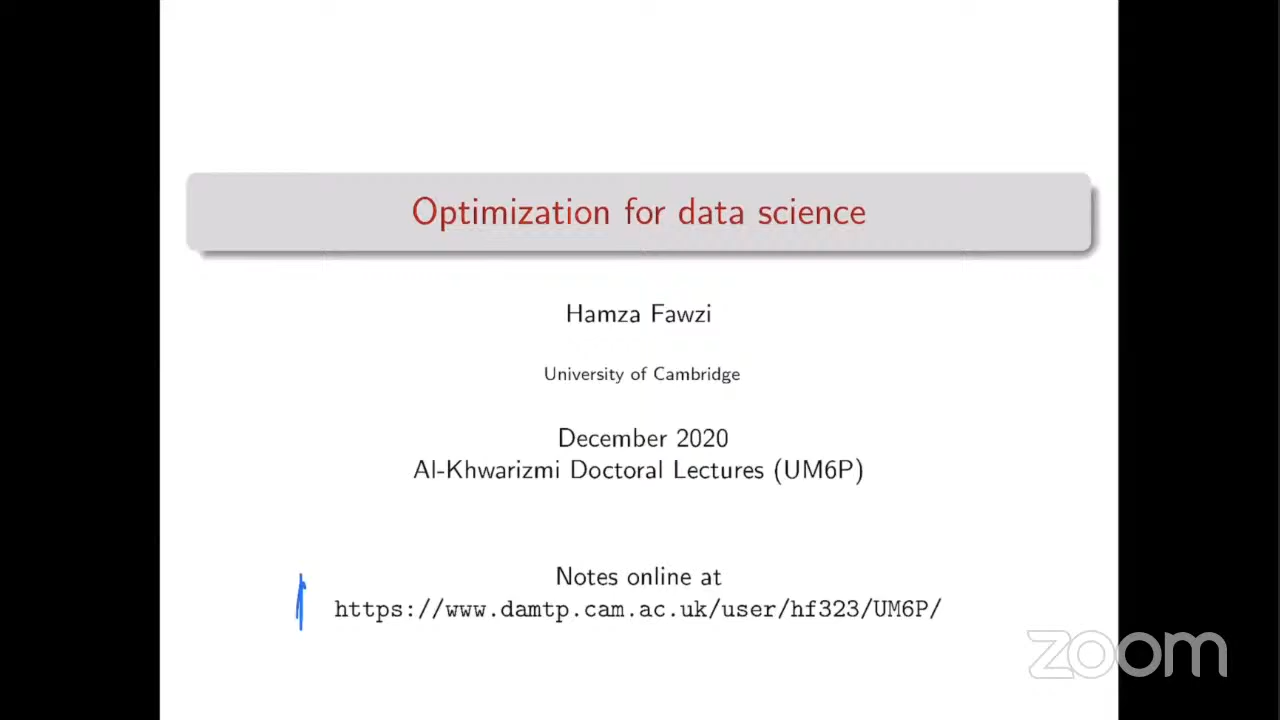 Optimization for data science
Hamza Fawzi
University of Cambridge
December 2020
Al-Khwarizmi Doctoral Lectures (UM6P)
Notes online at
https://www.damtp.cam.ac.uk/user/hf323/UM6P/
zoom